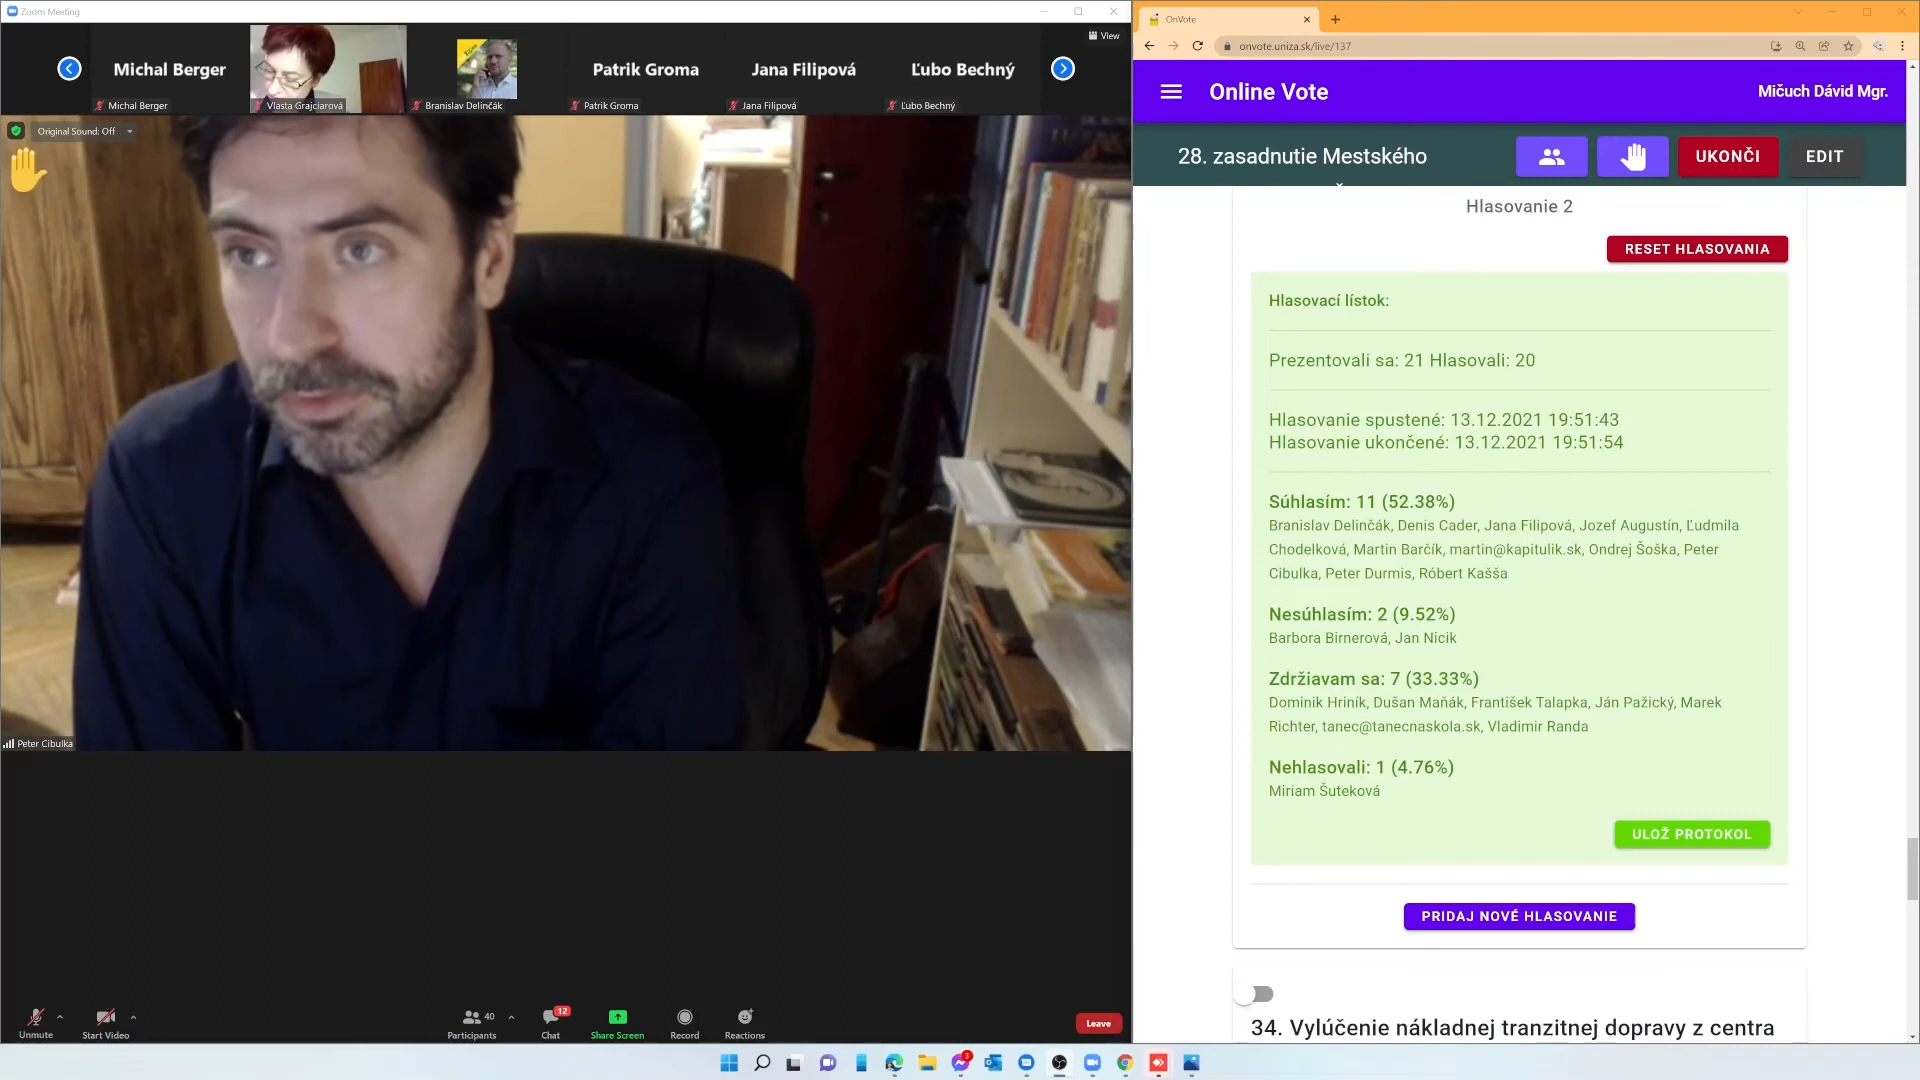 Zoom Meeting
View
Michal Berger
Patrik Groma
Jana Filipová
Ľubo Bechný
Michal Berger
Vlasta Grajciarová
Branislav Delinčák
Patrik Groma
Jana Filipová
Ľubo Bechný
Original Sound: Off
Peter Cibulka
Unmute
Start Video
40
Participants
12
Chat
Share Screen
Record
Reactions
Leave
OnVote
onvote.uniza.sk/live/137
Online Vote
Mičuch Dávid Mgr.
28. zasadnutie Mestského
UKONČI
EDIT
Hlasovanie 2
RESET HLASOVANIA
Hlasovací lístok:
Prezentovali sa: 21 Hlasovali: 20
Hlasovanie spustené: 13.12.2021 19:51:43
Hlasovanie ukončené: 13.12.2021 19:51:54
Súhlasím: 11 (52.38%)
Branislav Delinčák, Denis Cader, Jana Filipová, Jozef Augustín, Ľudmila
Chodelková, Martin Barčík, martin@kapitulik.sk, Ondrej Šoška, Peter
Cibulka, Peter Durmis, Róbert Kašša
Nesúhlasím: 2 (9.52%)
Barbora Birnerová, Jan Nicik
Zdržiavam sa: 7 (33.33%)
Dominik Hriník, Dušan Maňák, František Talapka, Ján Pažický, Marek
Richter, tanec@tanecnaskola.sk, Vladimir Randa
Nehlasovali: 1 (4.76%)
Miriam Šuteková
ULOŽ PROTOKOL
PRIDAJ NOVÉ HLASOVANIE
34. Vylúčenie nákladnej tranzitnej dopravy z centra
3